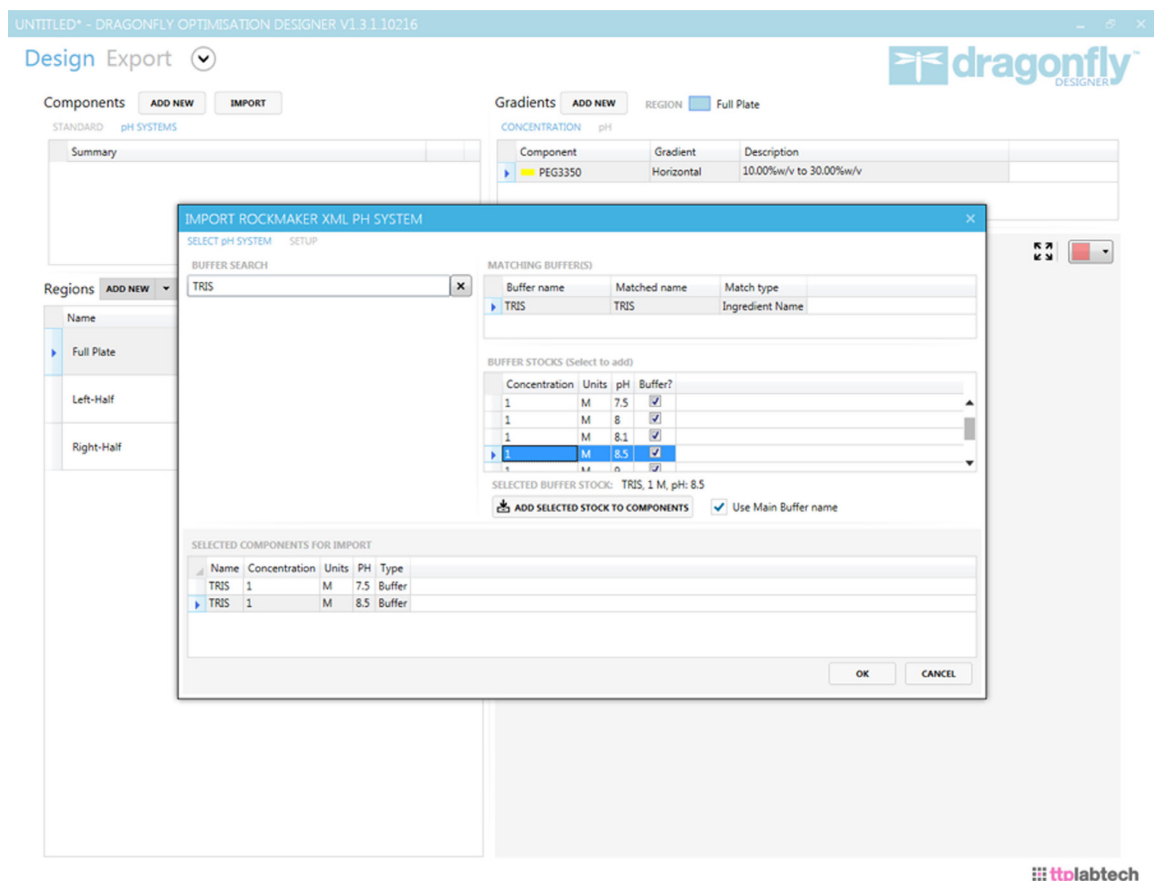 UNTITLED* - DRAGONFLY OPTIMISATION DESIGNER V1.3.1.10216
Design Export
dragonfly™
DESIGNER
Components ADD NEW IMPORT
STANDARD pH SYSTEMS
Summary
Gradients ADD NEW REGION Full Plate
CONCENTRATION pH
Component Gradient Description
PEG3350 Horizontal 10.00%w/v to 30.00%w/v
Regions ADD NEW
Name
Full Plate
Left-Half
Right-Half
IMPORT ROCKMAKER XML PH SYSTEM
SELECT pH SYSTEM SETUP
BUFFER SEARCH
TRIS
MATCHING BUFFER(S)
Buffer name Matched name Match type
TRIS TRIS Ingredient Name
BUFFER STOCKS (Select to add)
Concentration Units pH Buffer?
1 M 7.5
1 M 8
1 M 8.1
1 M 8.5
1 M 9
SELECTED BUFFER STOCK: TRIS, 1 M, pH: 8.5
ADD SELECTED STOCK TO COMPONENTS Use Main Buffer name
SELECTED COMPONENTS FOR IMPORT
Name Concentration Units PH Type
TRIS 1 M 7.5 Buffer
TRIS 1 M 8.5 Buffer
OK CANCEL
ttplabtech